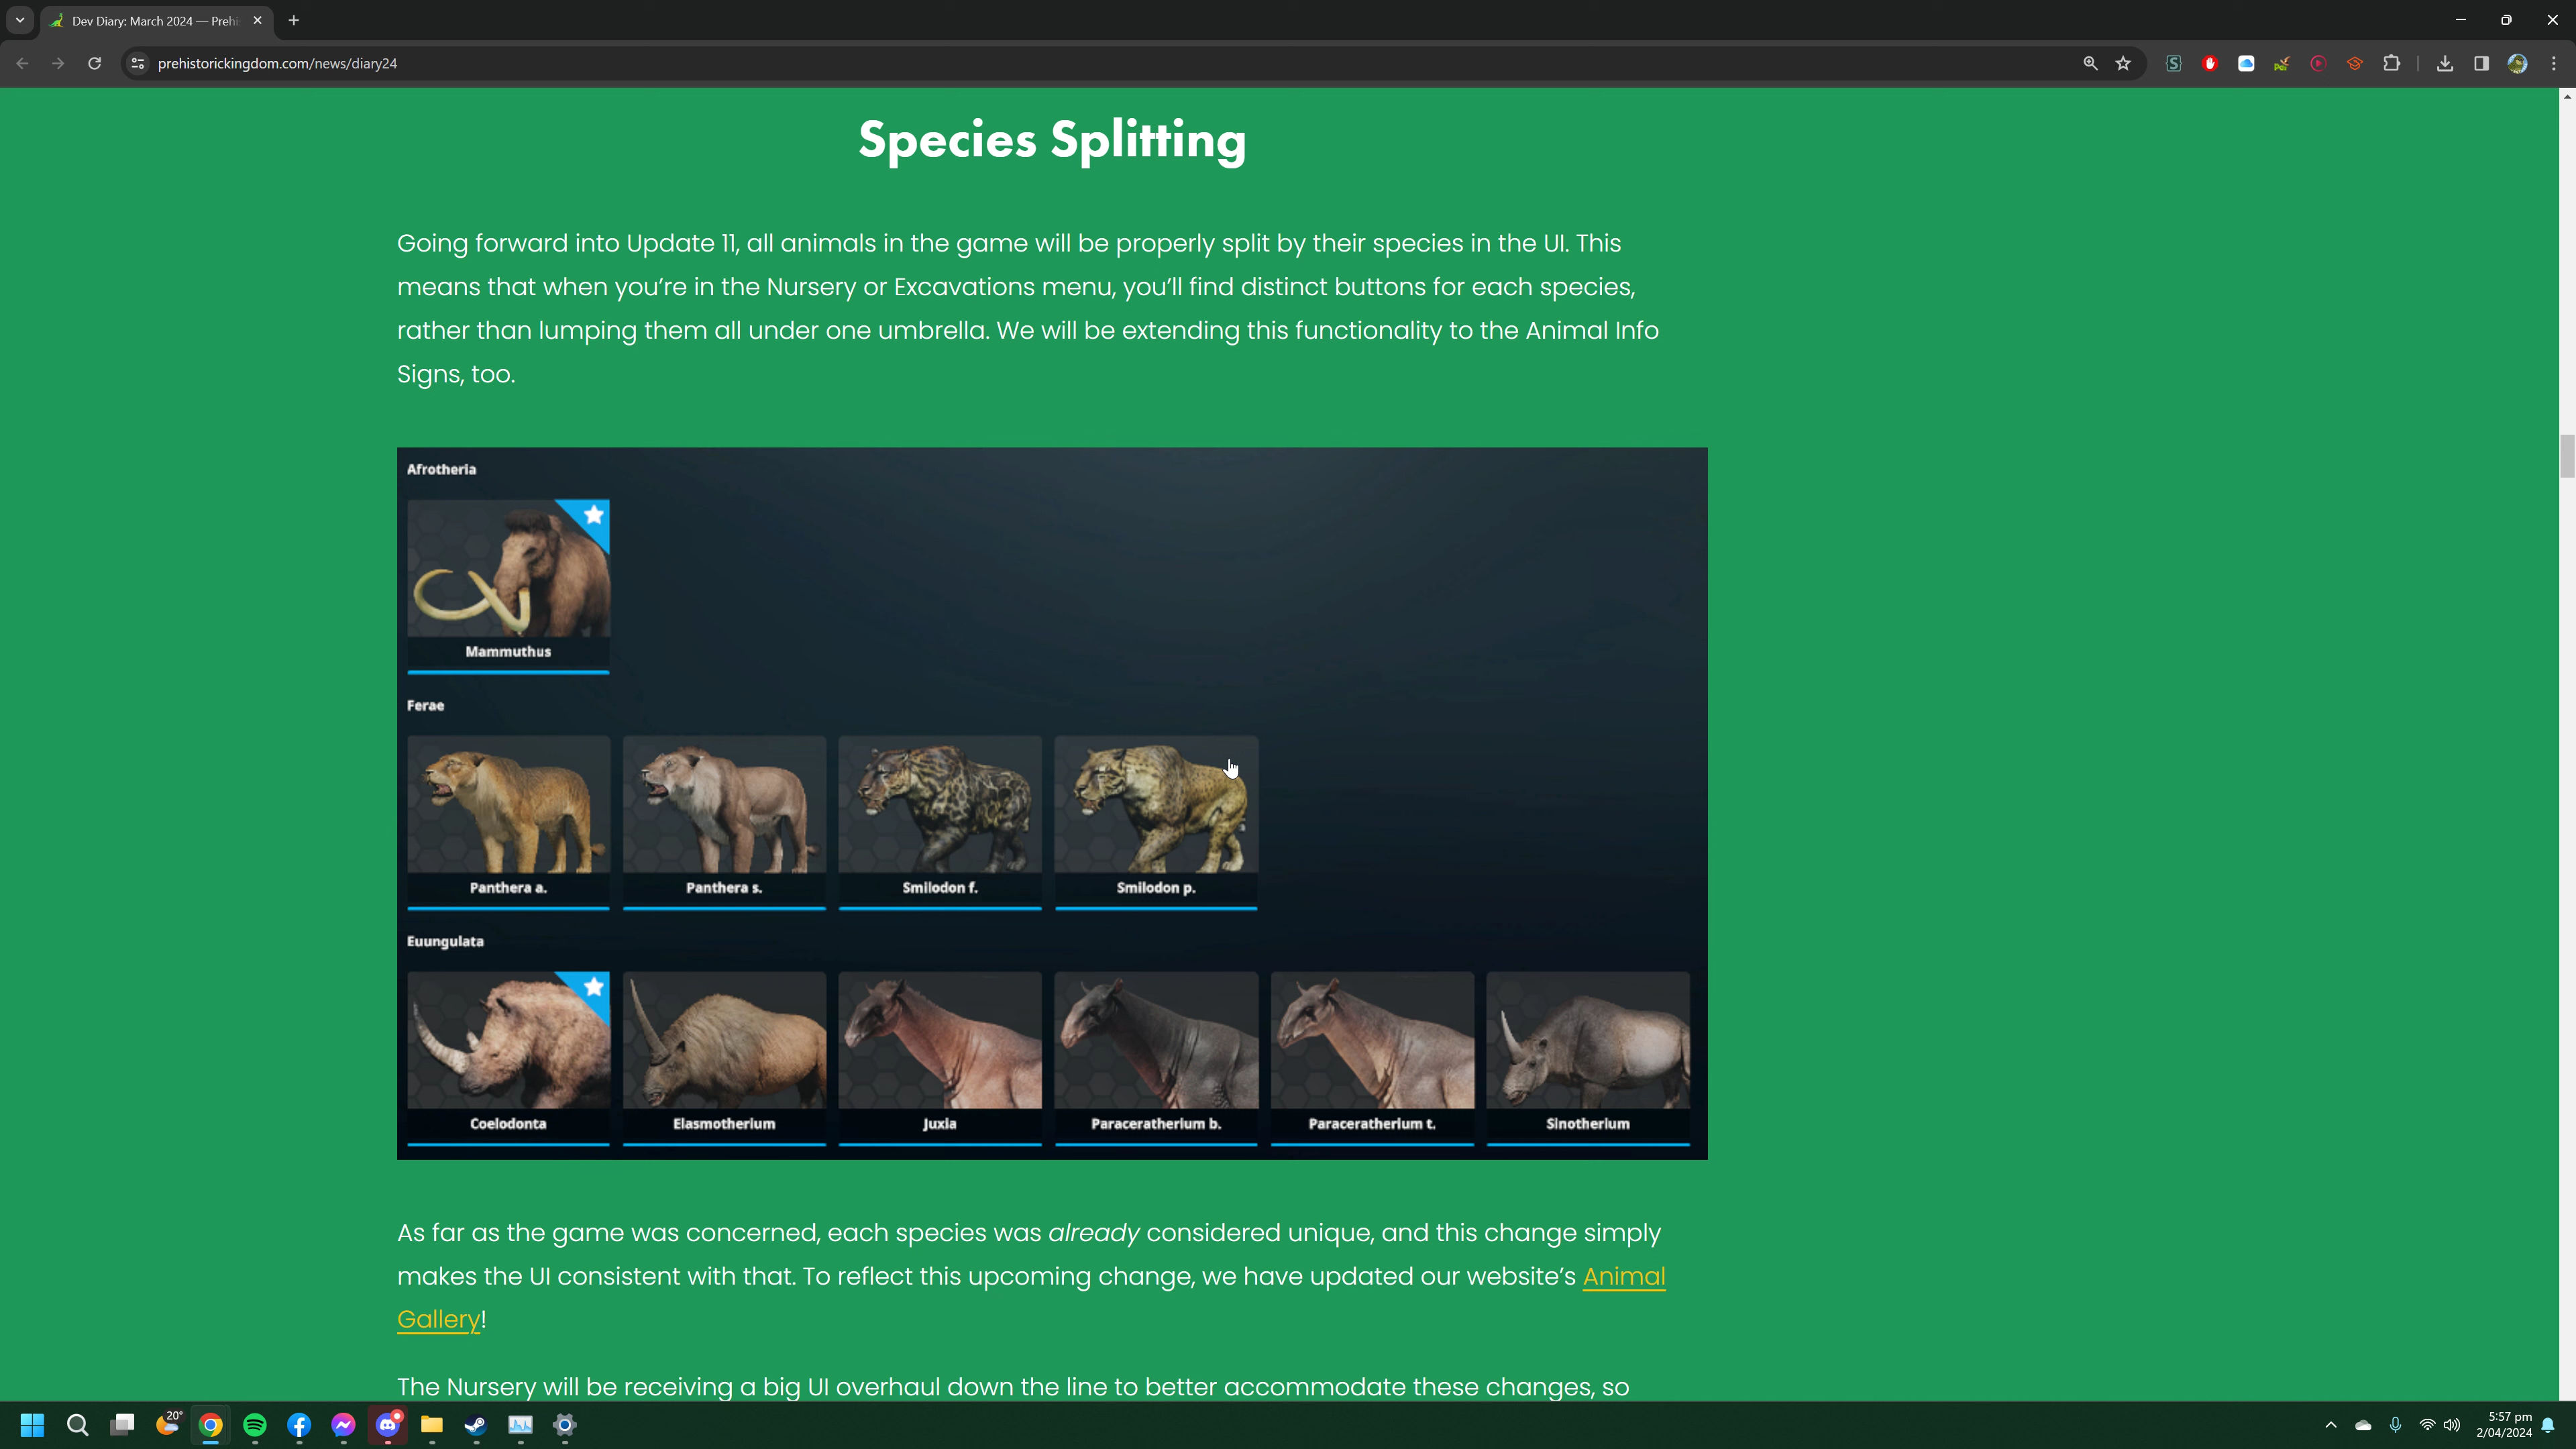 Dev Diary: March 2024 — Prehi
prehistorickingdom.com/news/diary24
Species Splitting
Going forward into Update 11, all animals in the game will be properly split by their species in the UI. This
means that when you're in the Nursery or Excavations menu, you'll find distinct buttons for each species,
rather than lumping them all under one umbrella. We will be extending this functionality to the Animal Info
Signs, too.
Afrotheria
Mammuthus
Ferae
Panthera a.
Panthera s.
Smilodon f.
Smilodon p.
Euungulata
Coelodonta
Elasmotherium
Juxia
Paraceratherium b.
Paraceratherium t.
Sinotherium
As far as the game was concerned, each species was already considered unique, and this change simply
makes the UI consistent with that. To reflect this upcoming change, we have updated our website's Animal
Gallery!
The Nursery will be receiving a big UI overhaul down the line to better accommodate these changes, so
20°
5:57 pm
2/04/2024